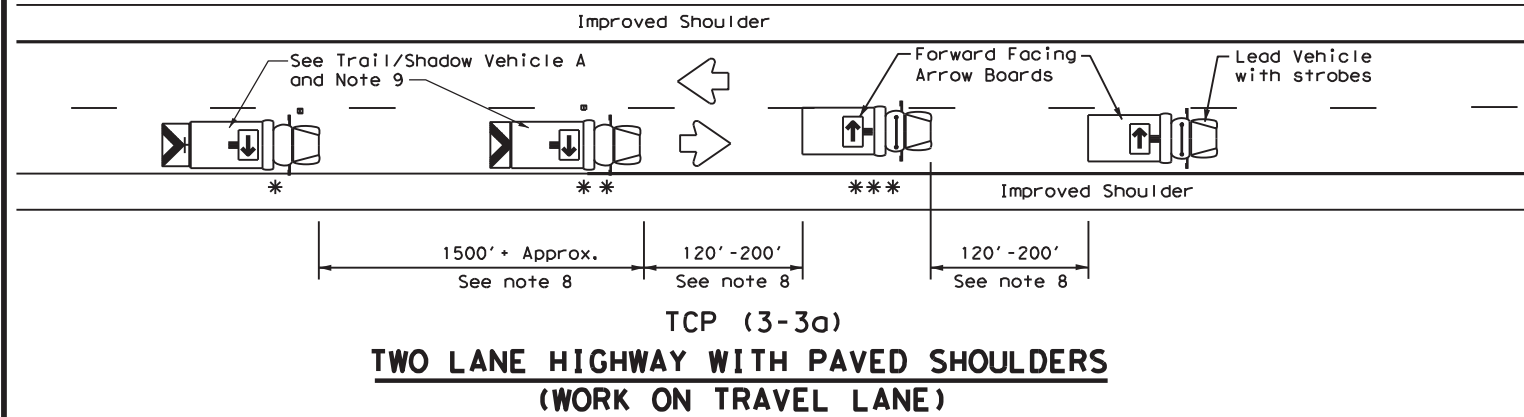 Improved Shoulder
See Trail/Shadow Vehicle A
and Note 9
Forward Facing
Arrow Boards
Lead Vehicle
with strobes
*
* *
***
Improved Shoulder
1500'+ Approx.
See note 8
120'-200'
See note 8
120'-200'
See note 8
TCP (3-3a)
TWO LANE HIGHWAY WITH PAVED SHOULDERS
(WORK ON TRAVEL LANE)